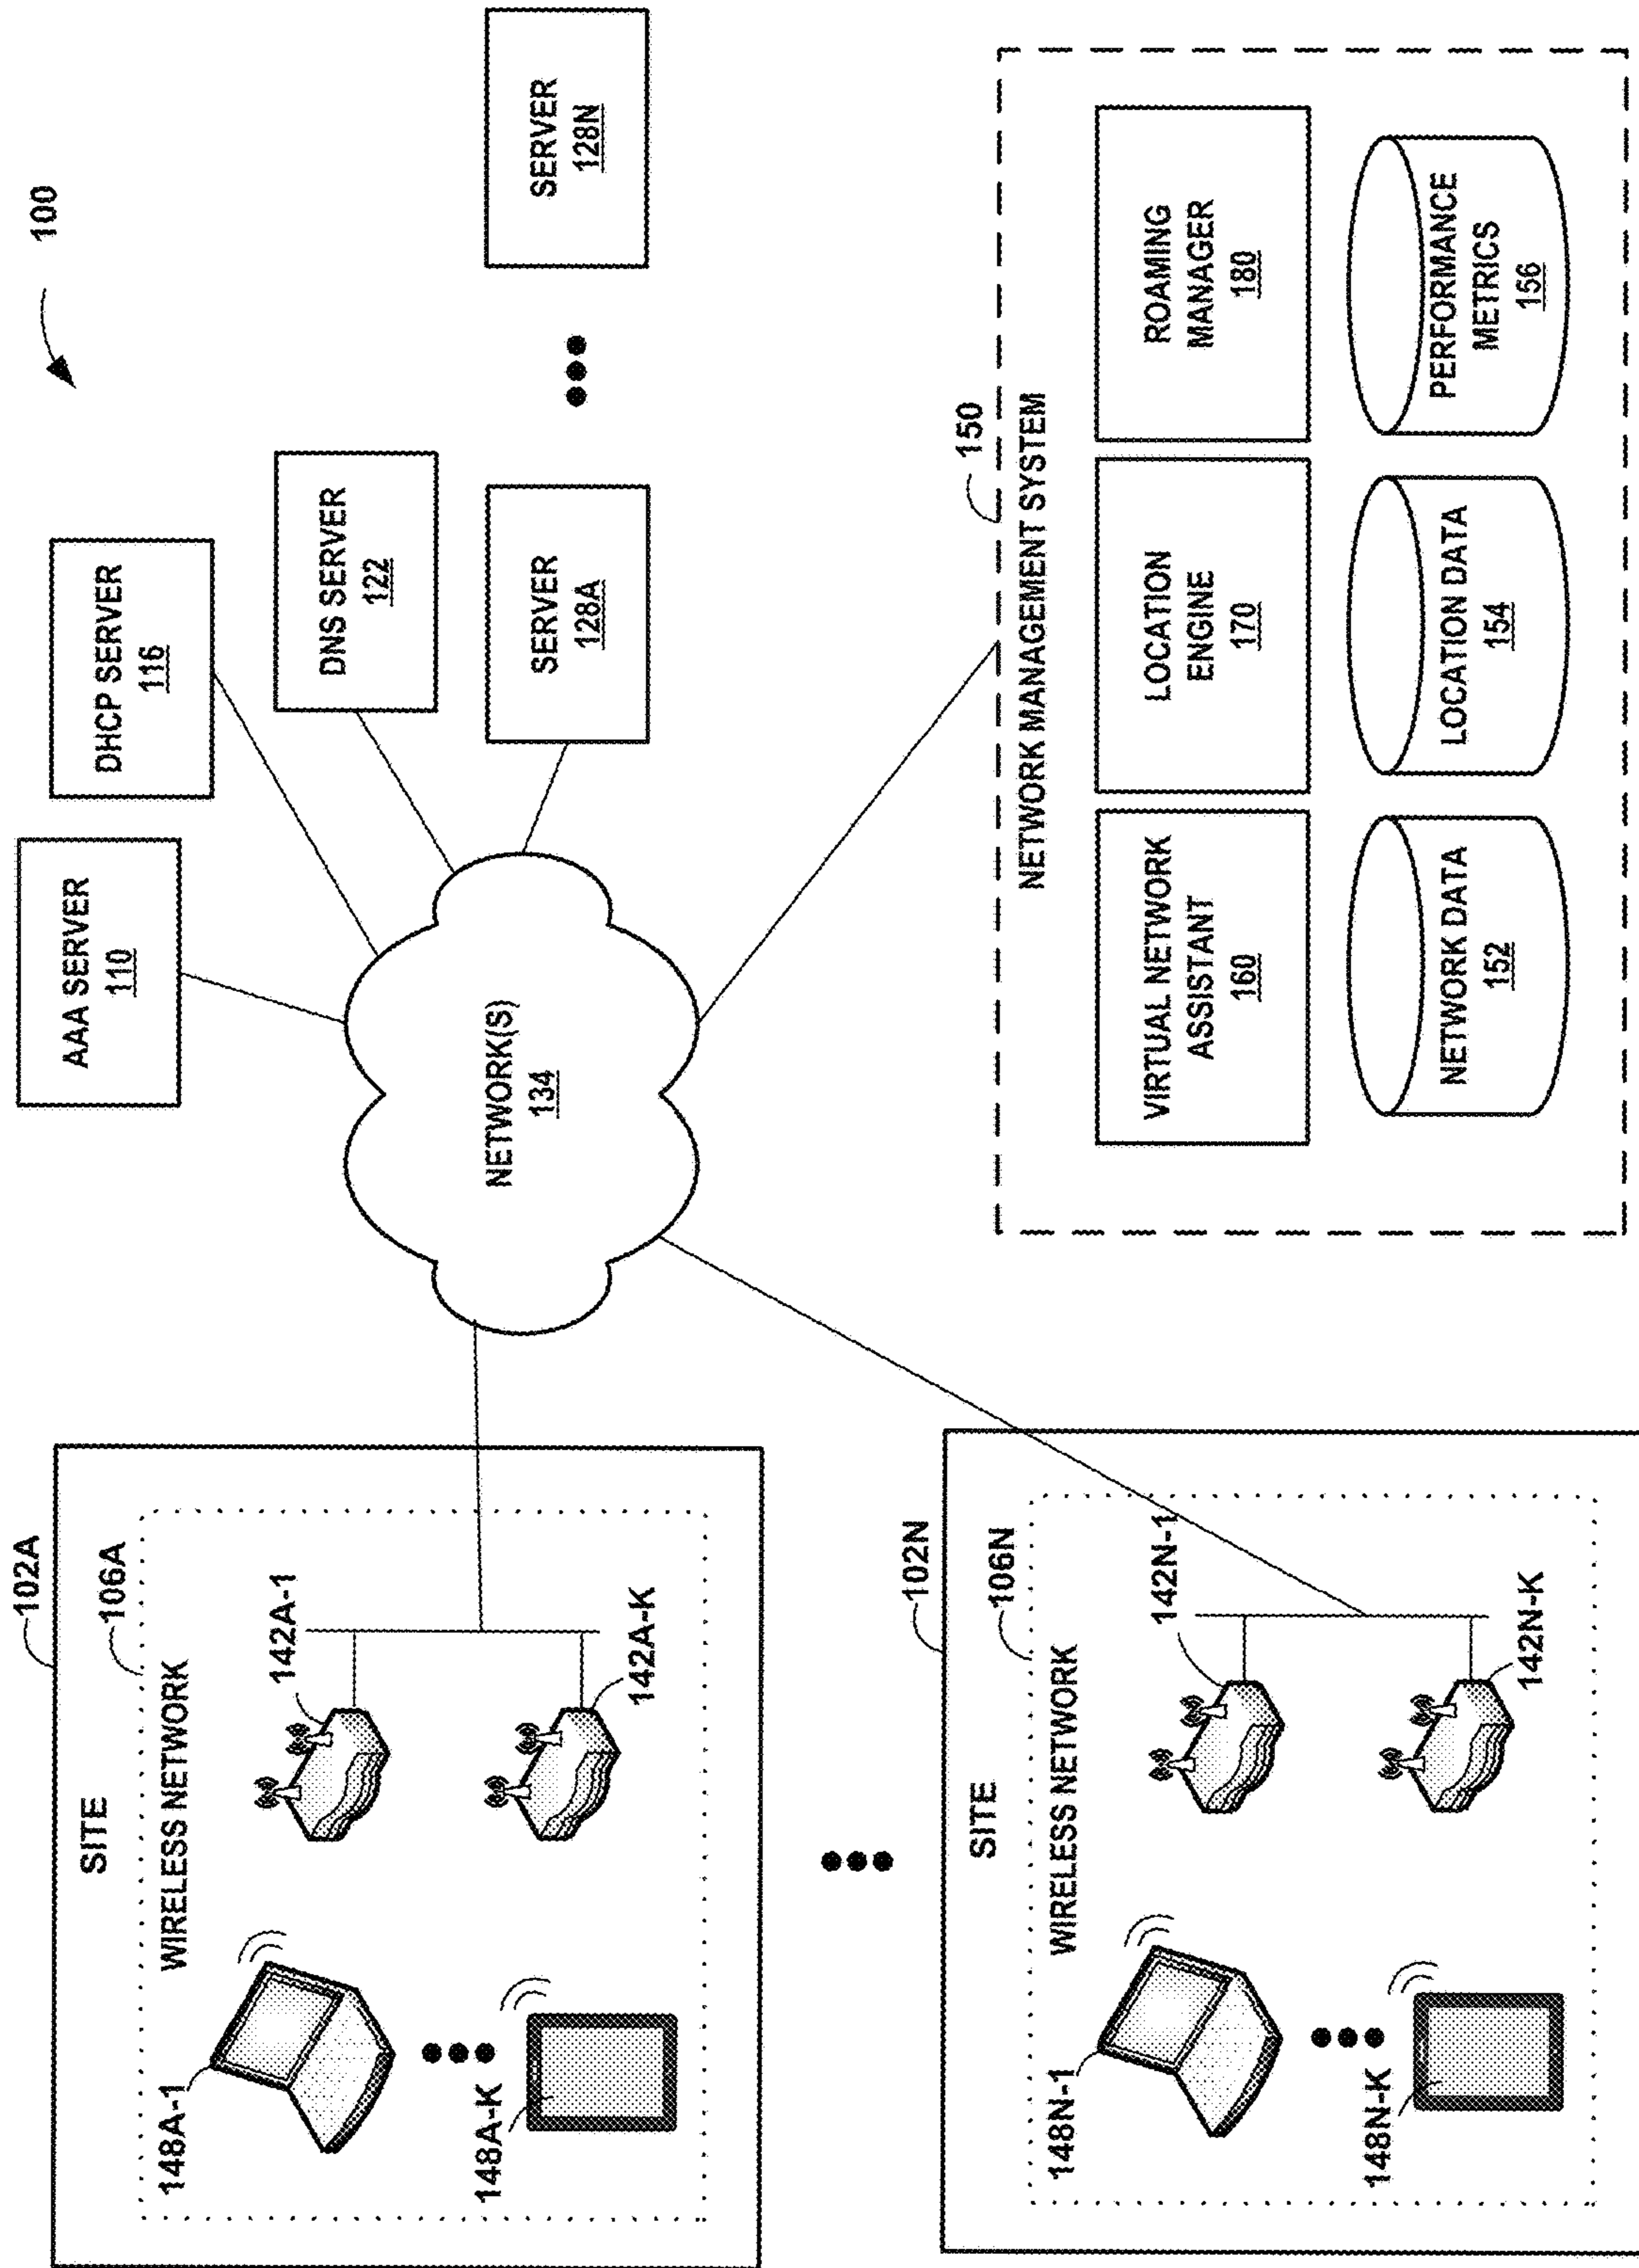 100
102A
SITE
106A
WIRELESS NETWORK
148A-1
148A-K
142A-1
142A-K
102N
SITE
106N
WIRELESS NETWORK
148N-1
148N-K
142N-1
142N-K
NETWORK(S)
134
AAA SERVER
110
DHCP SERVER
116
DNS SERVER
122
SERVER
128A
SERVER
128N
150
NETWORK MANAGEMENT SYSTEM
VIRTUAL NETWORK
ASSISTANT
160
LOCATION
ENGINE
170
ROAMING
MANAGER
180
NETWORK DATA
152
LOCATION DATA
154
PERFORMANCE
METRICS
156